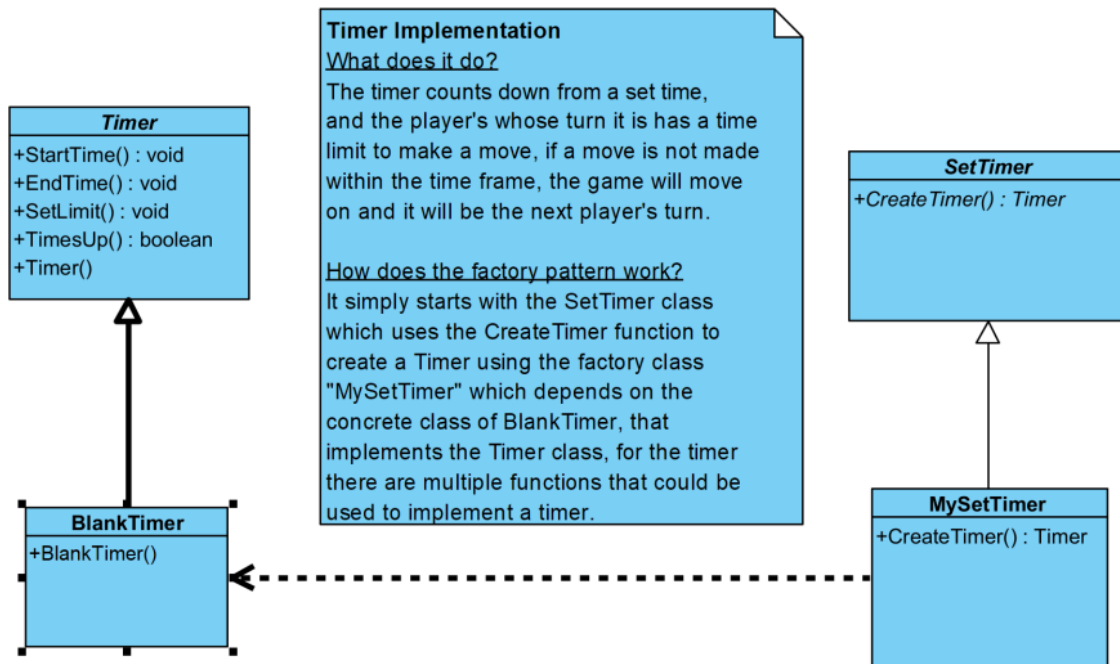 Timer Implementation
What does it do?
The timer counts down from a set time,
and the player's whose turn it is has a time
limit to make a move, if a move is not made
within the time frame, the game will move
on and it will be the next player's turn.
How does the factory pattern work?
It simply starts with the SetTimer class
which uses the CreateTimer function to
create a Timer using the factory class
"MySetTimer" which depends on the
concrete class of BlankTimer, that
implements the Timer class, for the timer
there are multiple functions that could be
used to implement a timer.
Timer
+StartTime() : void
+EndTime() : void
+SetLimit() : void
+TimesUp() : boolean
+Timer()
SetTimer
+CreateTimer() : Timer
BlankTimer
+BlankTimer()
MySetTimer
+CreateTimer() : Timer